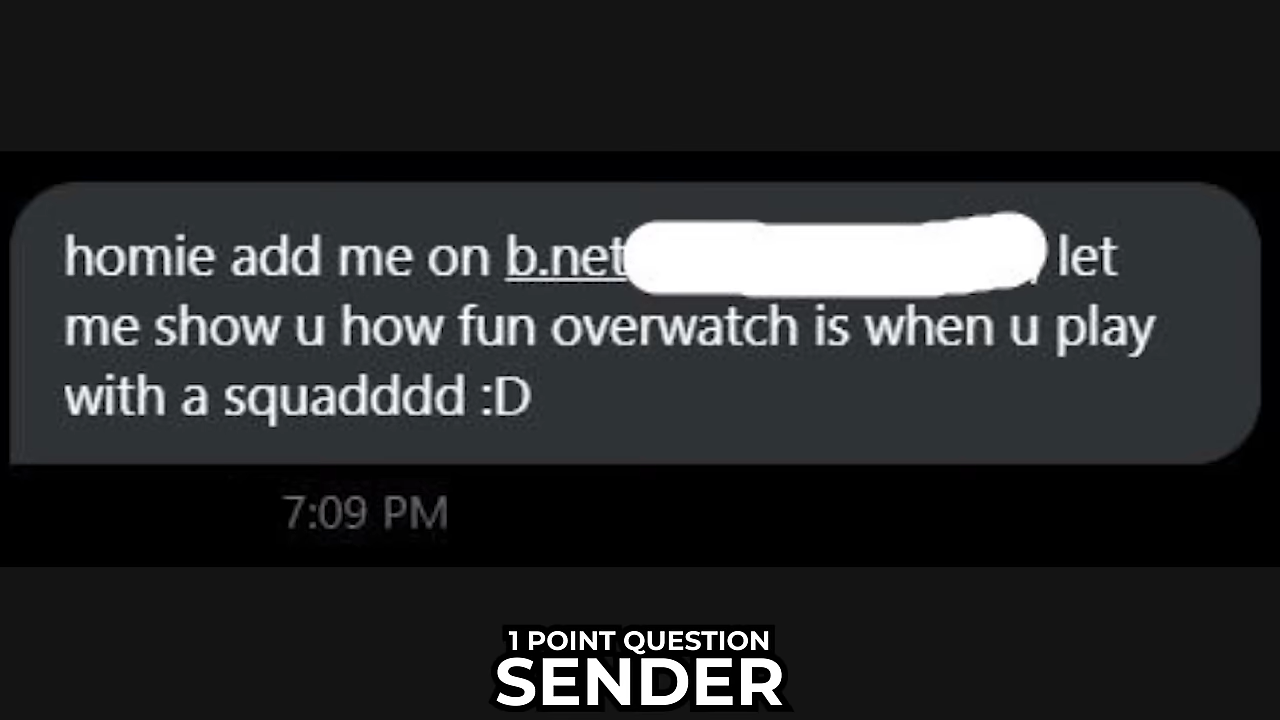 homie add me on b.net let
me show u how fun overwatch is when u play
with a squadddd :D
7:09 PM
1 POINT QUESTION
SENDER